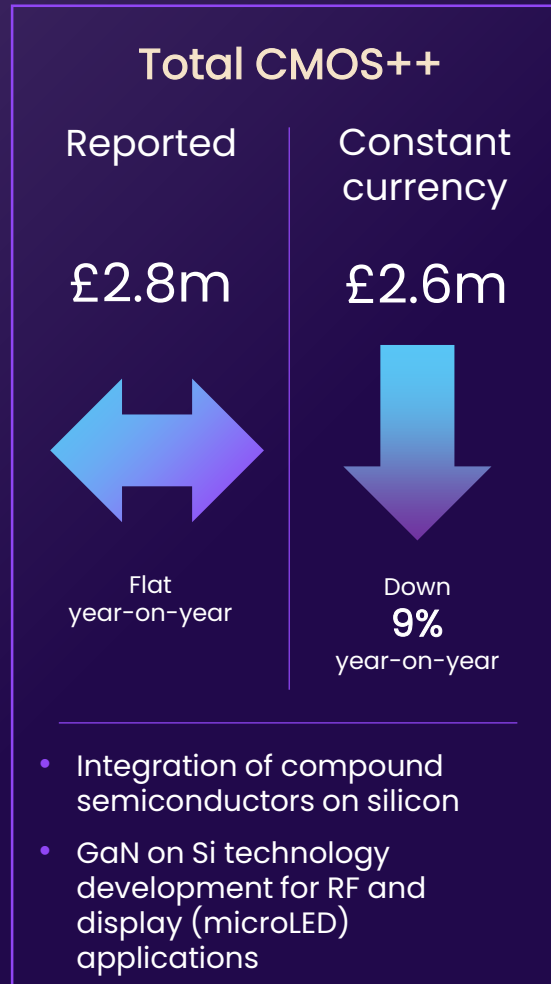 Total CMOS++
Reported
Constant
currency
£2.8m
£2.6m
Flat
year-on-year
Down
9%
year-on-year
• Integration of compound
semiconductors on silicon
• GaN on Si technology
development for RF and
display (microLED)
applications